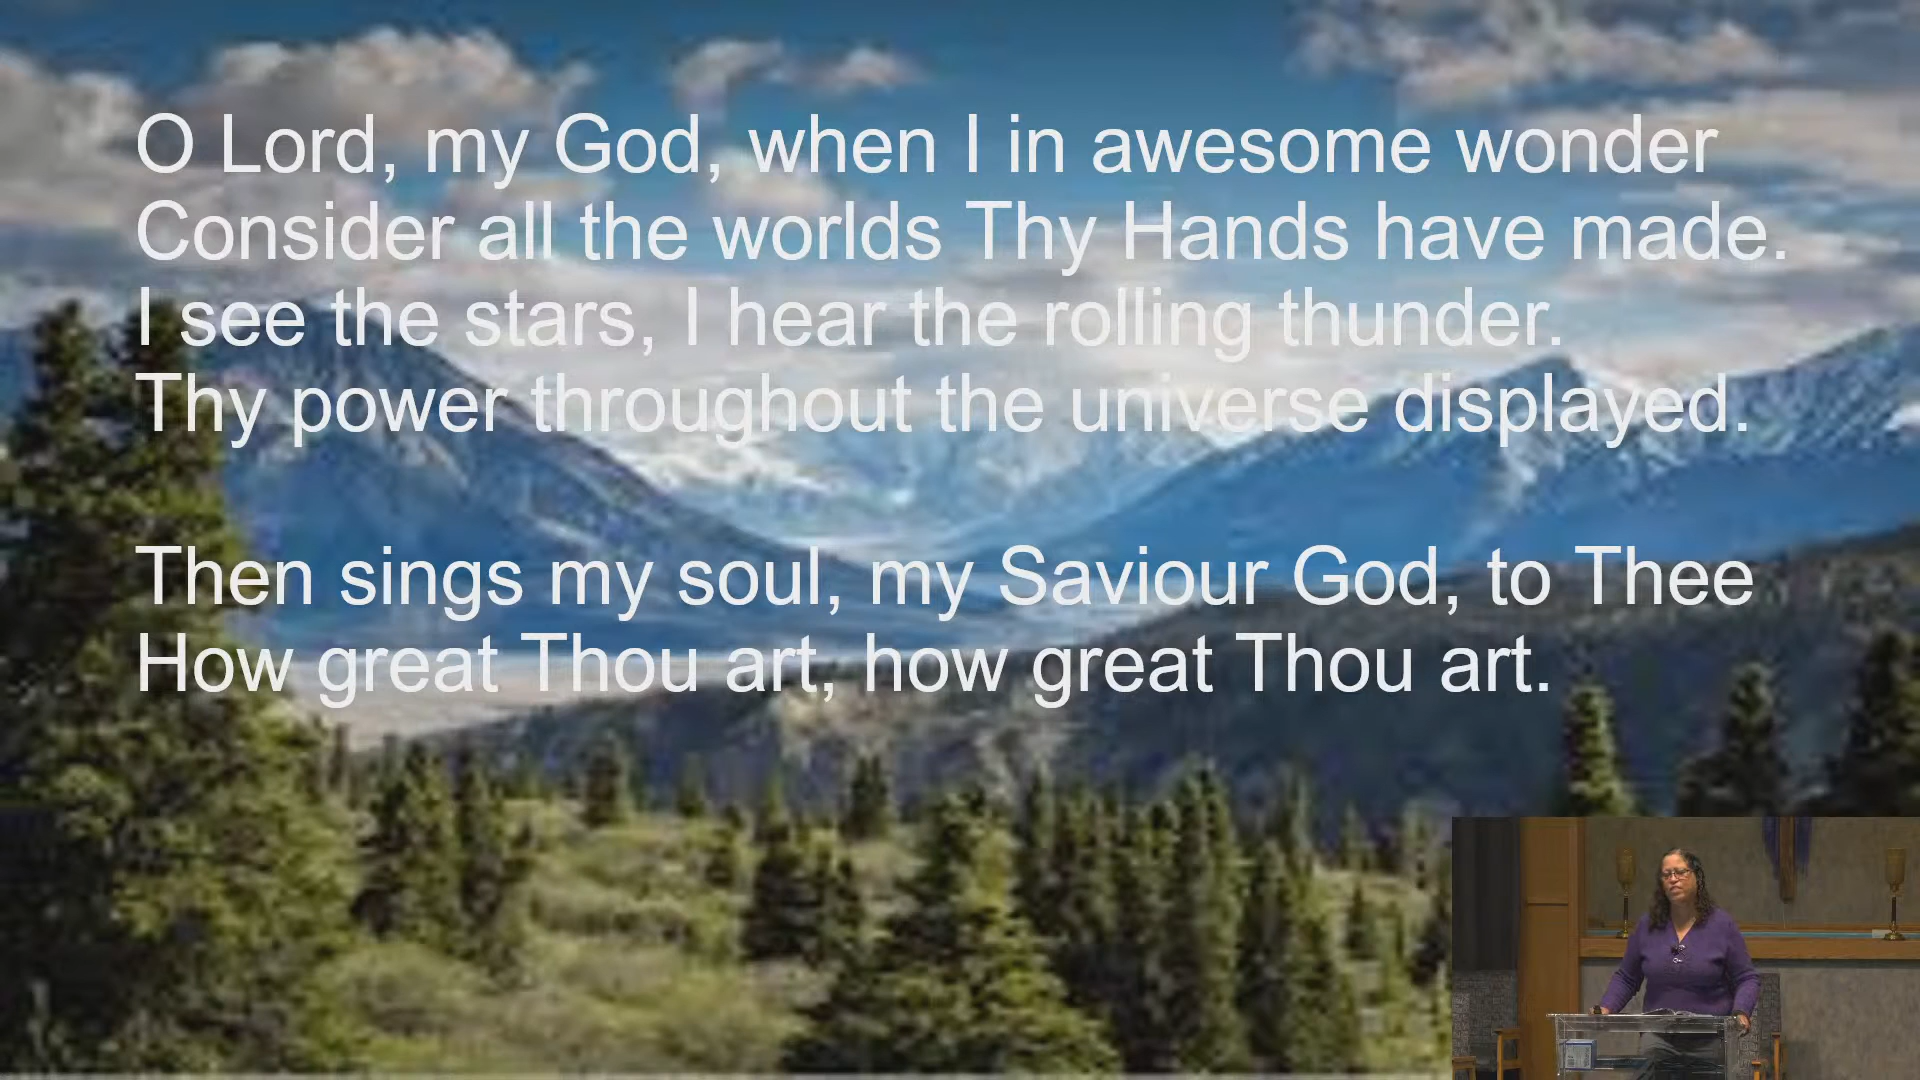 O Lord, my God, when I in awesome wonder
Consider all the worlds Thy Hands have made.
I see the stars, I hear the rolling thunder.
Thy power throughout the universe displayed.
Then sings my soul, my Saviour God, to Thee
How great Thou art, how great Thou art.